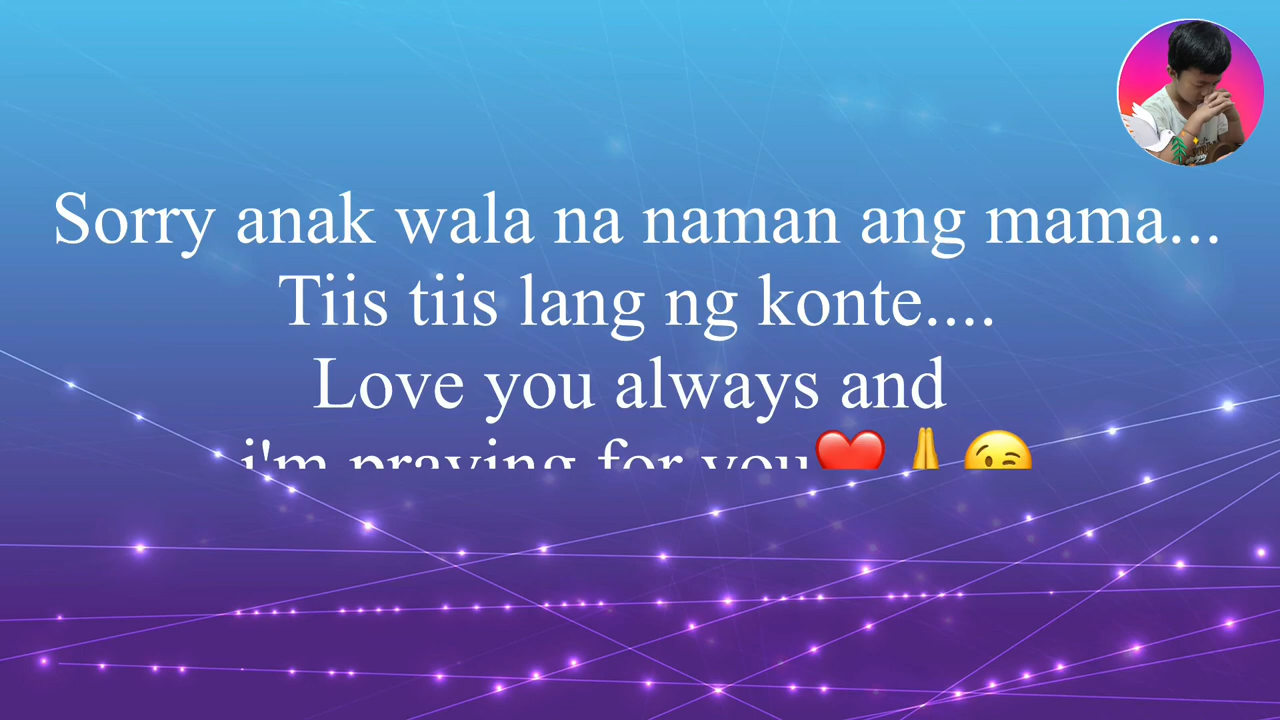 Sorry anak wala na naman ang mama...
Tiis tiis lang ng konte....
Love you always and
i'm praying for you❤️🙏😉